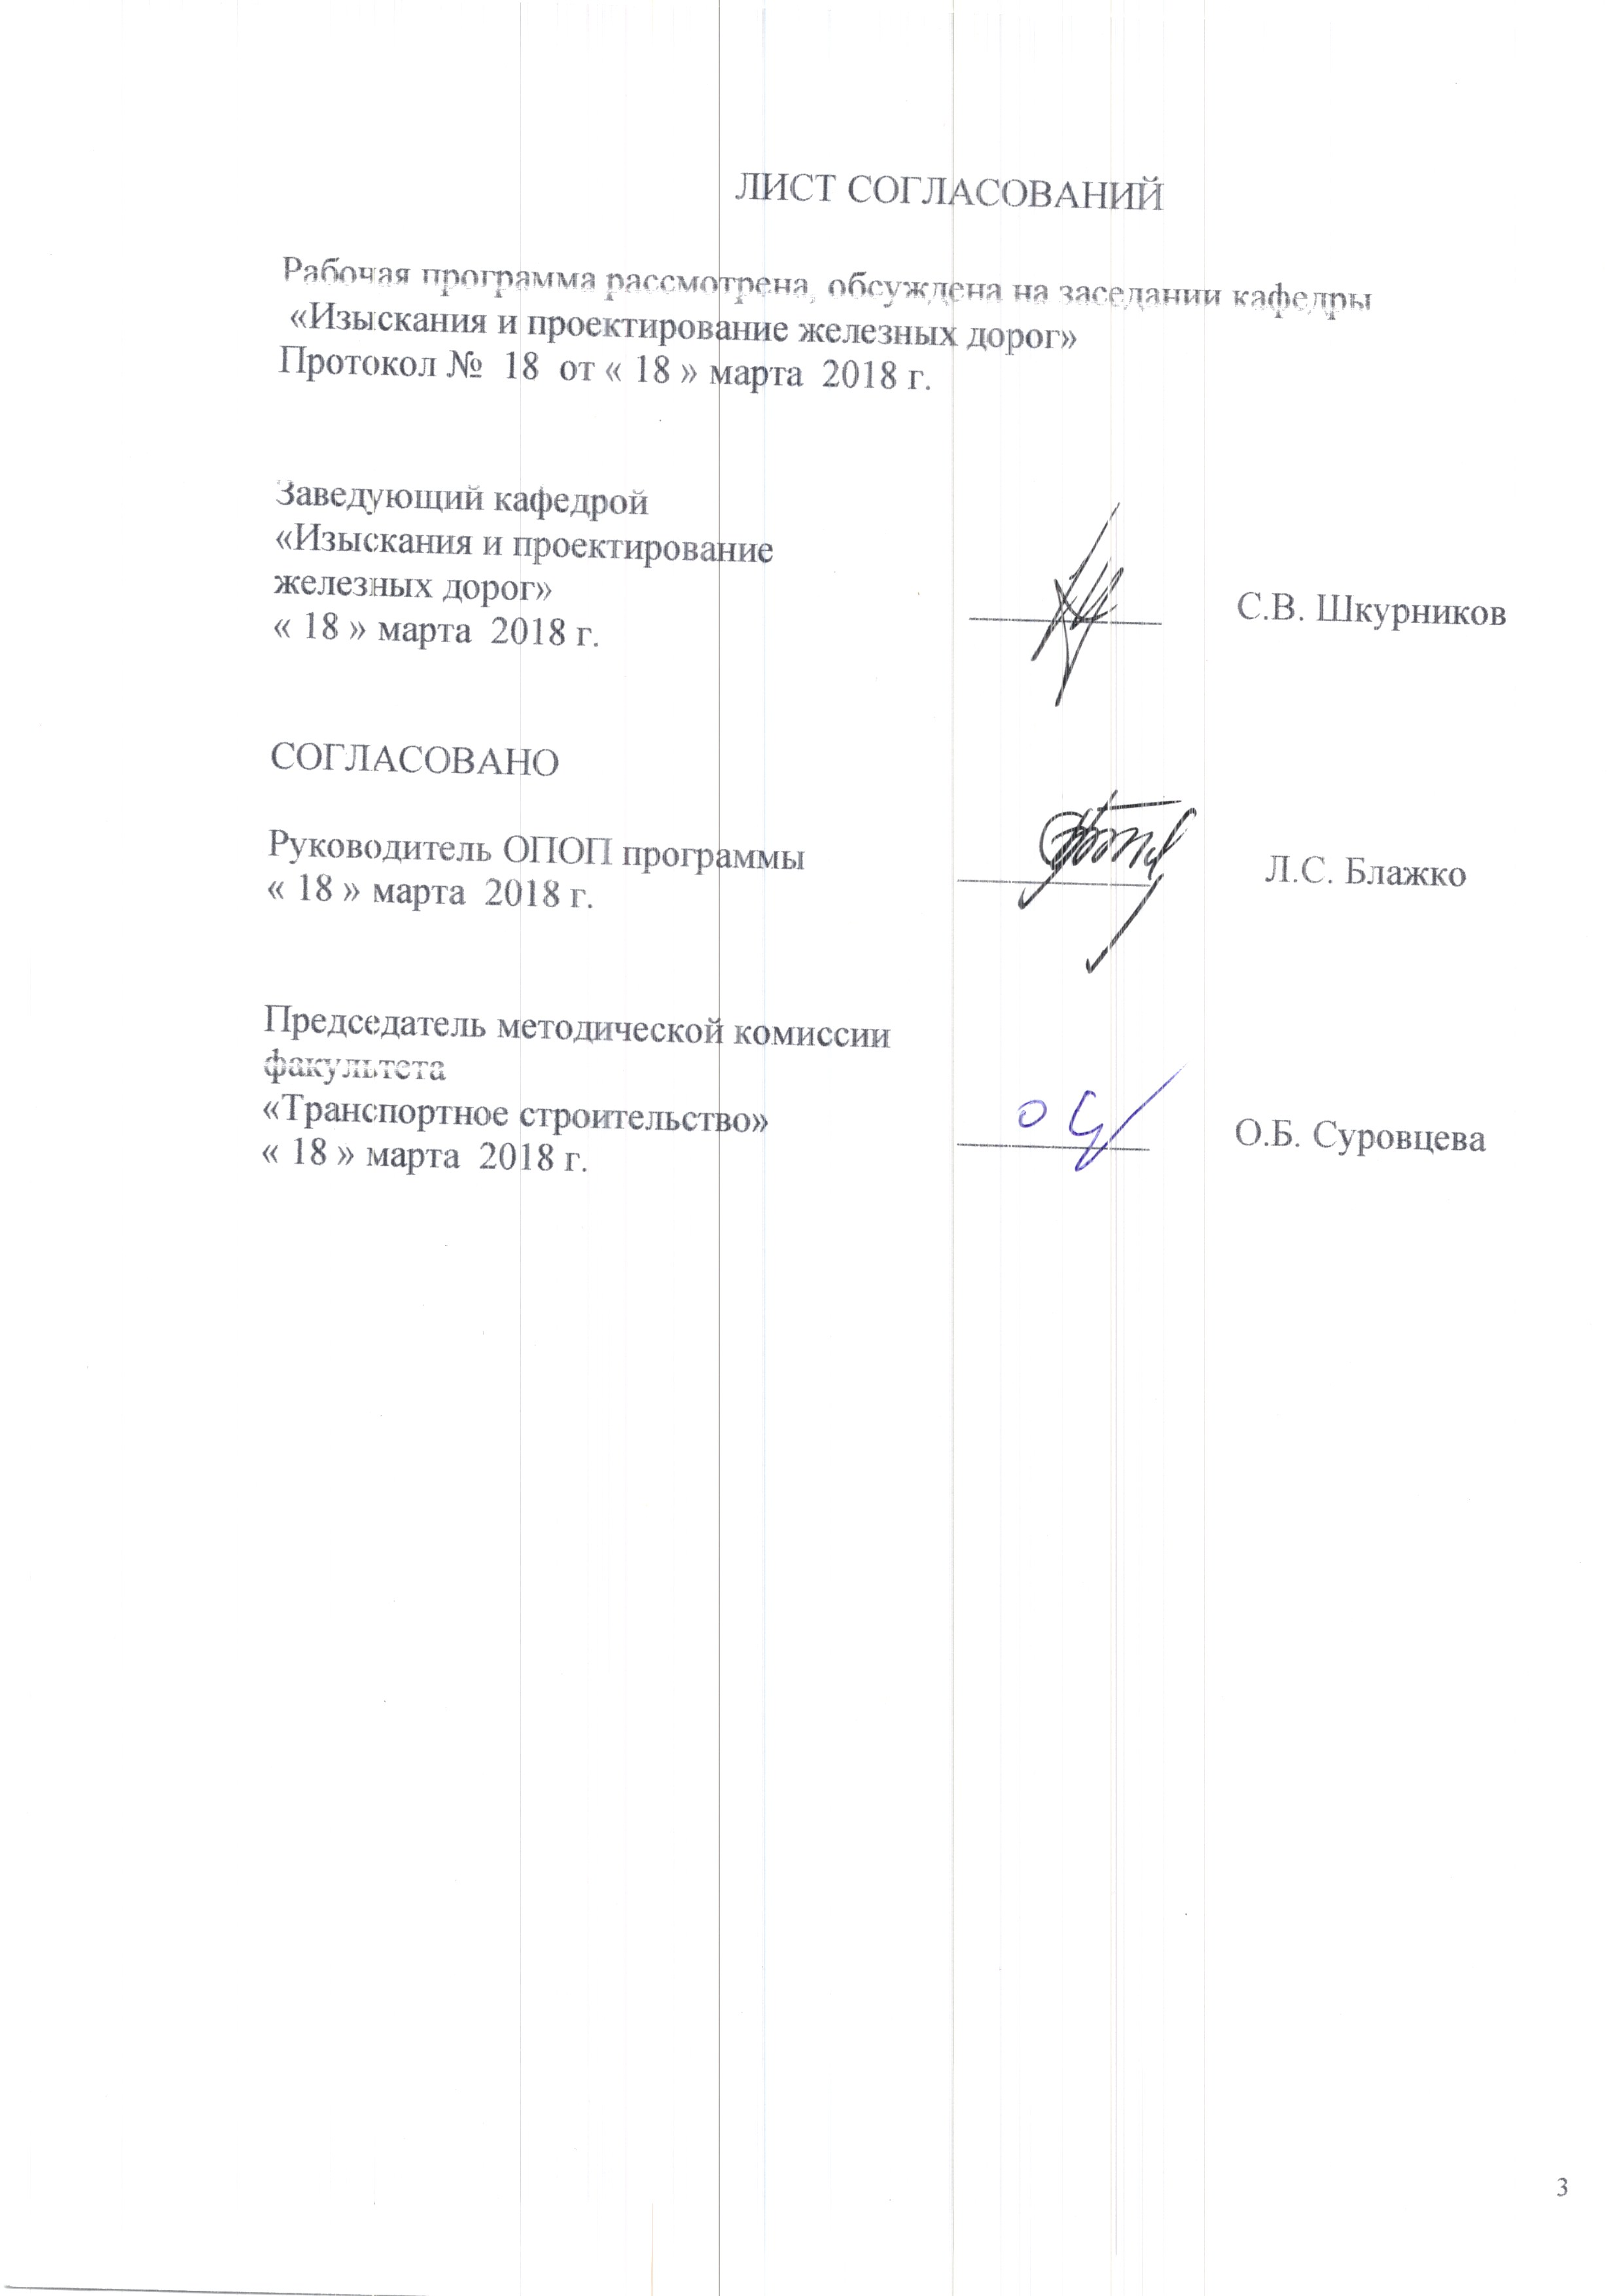 ЛИСТ СОГЛАСОВАНИЙ
Рабочая программа рассмотрена, обсуждена на заседании кафедры
«Изыскания и проектирование железных дорог»
Протокол № 18 от « 18 » марта 2018 г.
Заведующий кафедрой
«Изыскания и проектирование
железных дорог»
« 18 » марта 2018 г.
С.В. Шкурников
СОГЛАСОВАНО
Руководитель ОПОП программы
« 18 » марта 2018 г.
Л.С. Блажко
Председатель методической комиссии
факультета
«Транспортное строительство»
« 18 » марта 2018 г.
О.Б. Суровцева
3